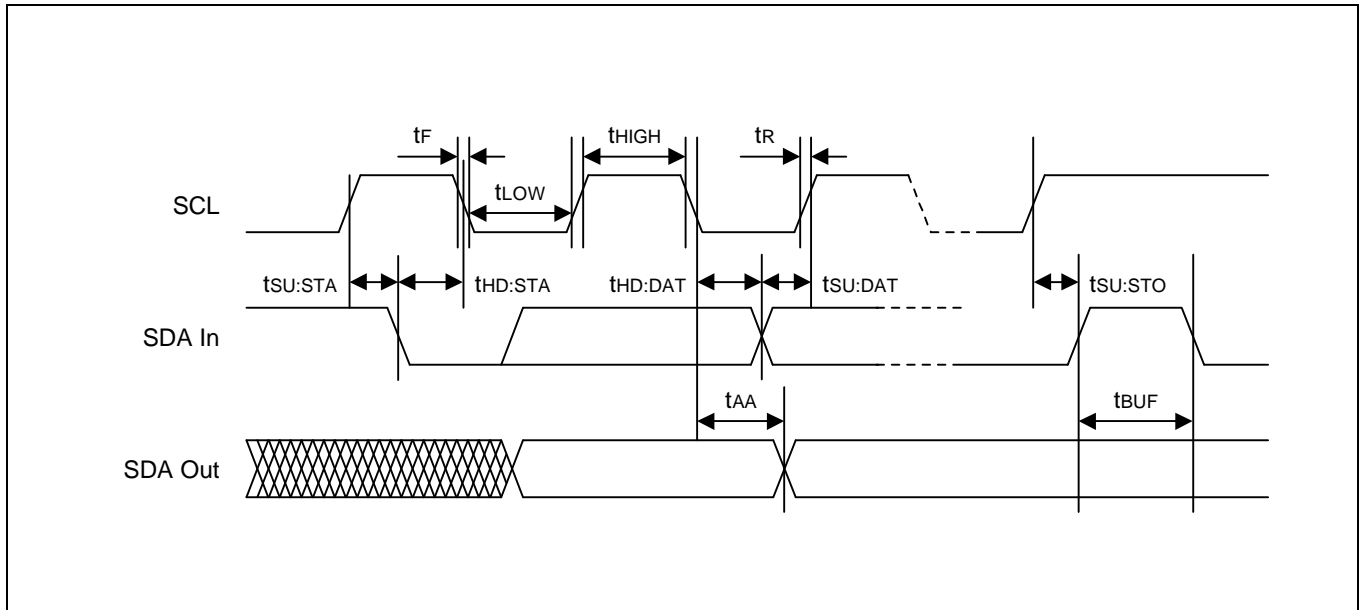 tF
tHIGH
tR
SCL
tLOW
tSU:STA
tHD:STA
tHD:DAT
tSU:DAT
tSU:STO
SDA In
tAA
tBUF
SDA Out